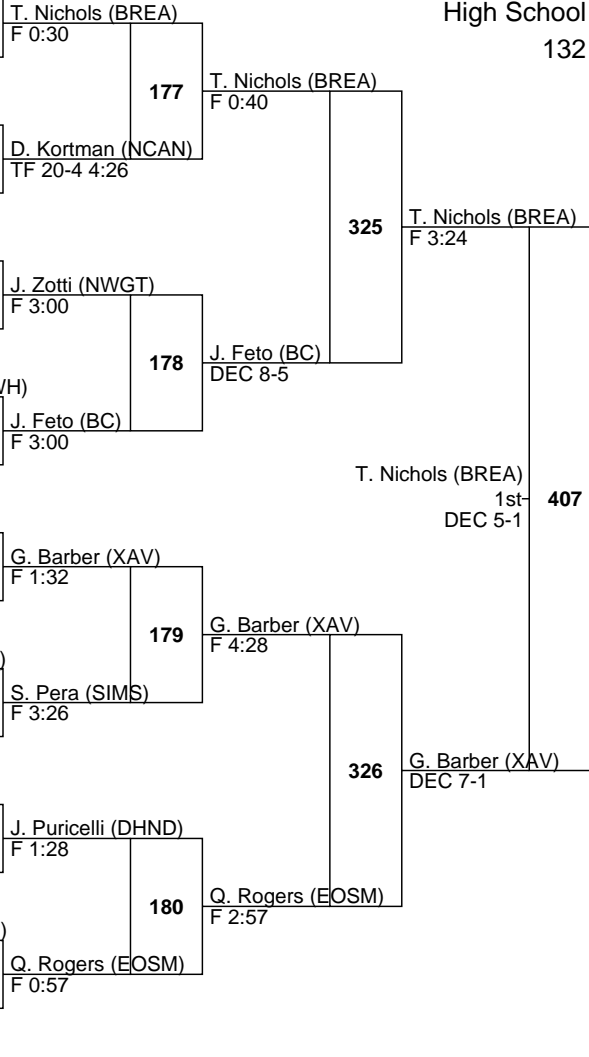 High School
132
T. Nichols (BREA)
F 0:30
177
T. Nichols (BREA)
F 0:40
D. Kortman (NCAN)
TF 20-4 4:26
325
T. Nichols (BREA)
F 3:24
J. Zotti (NWGT)
F 3:00
178
J. Feto (BC)
DEC 8-5
J. Feto (BC)
F 3:00
T. Nichols (BREA)
1st
407
DEC 5-1
G. Barber (XAV)
F 1:32
179
G. Barber (XAV)
F 4:28
)
S. Pera (SIMS)
F 3:26
326
G. Barber (XAV)
DEC 7-1
J. Puricelli (DHND)
F 1:28
180
Q. Rogers (EOSM)
F 2:57
)
Q. Rogers (EOSM)
F 0:57